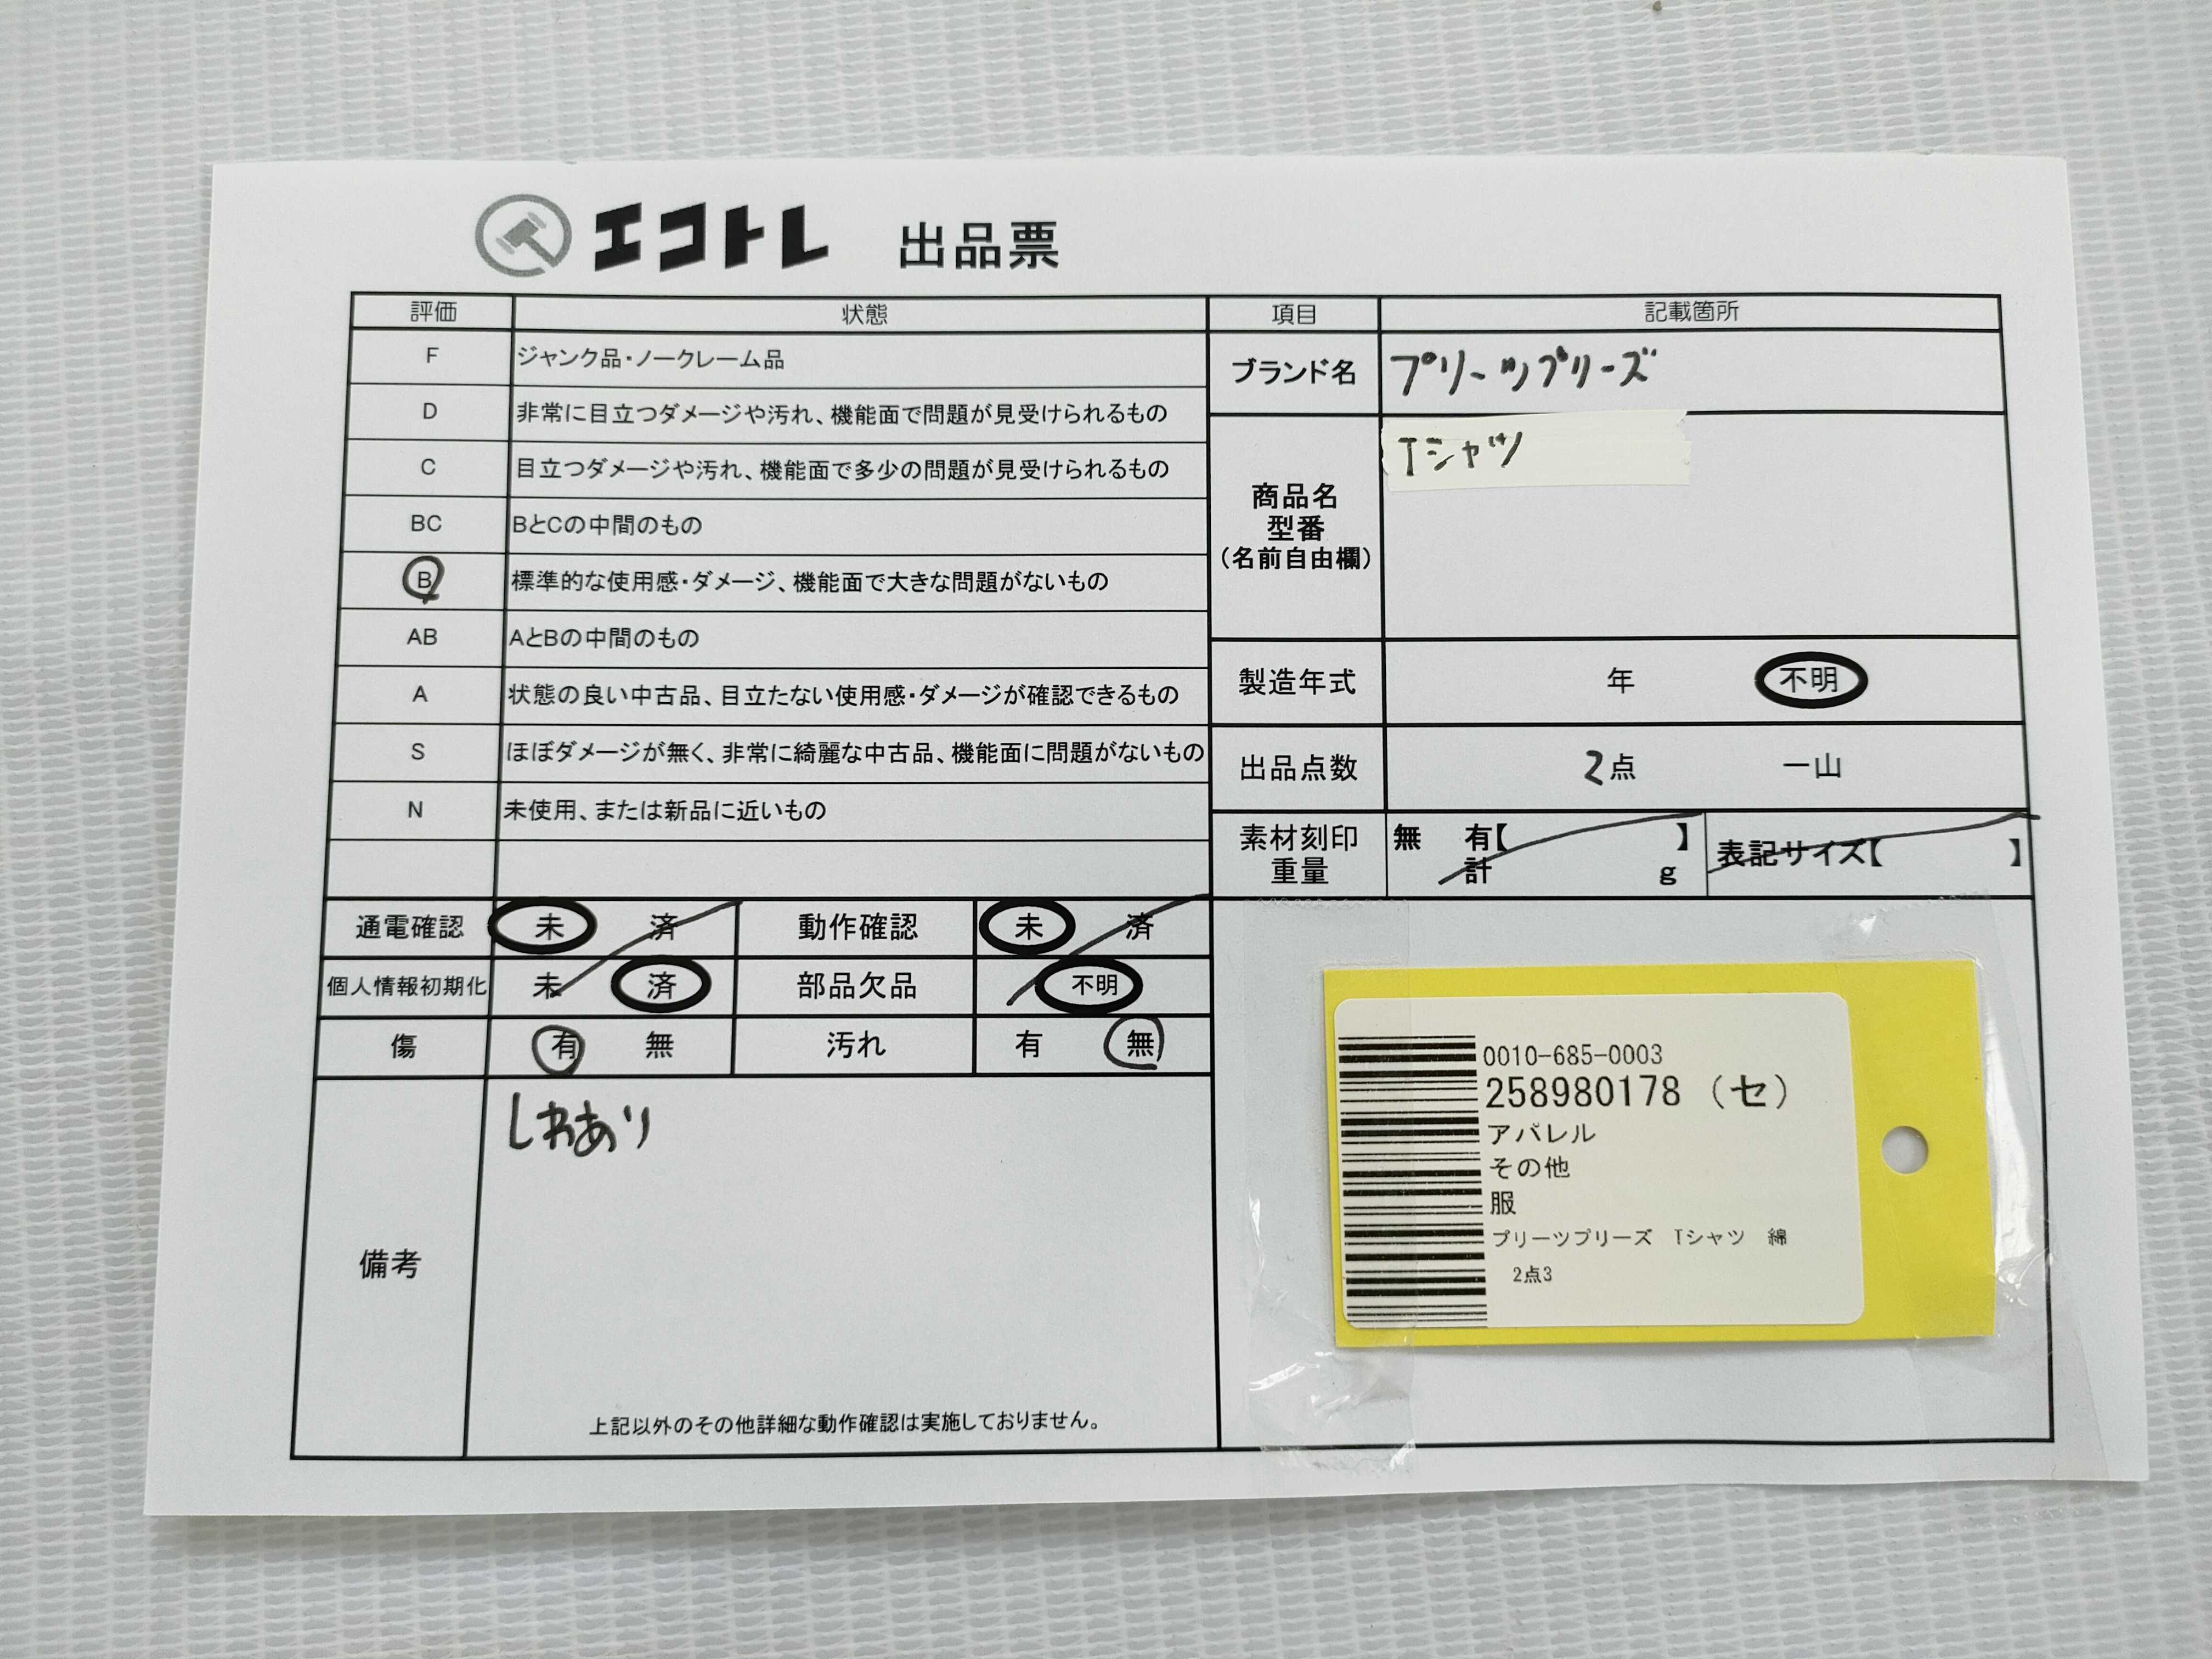 エコトレ 出品票
評価 状態
F ジャンク品・ノークレーム品
D 非常に目立つダメージや汚れ、機能面で問題が見受けられるもの
C 目立つダメージや汚れ、機能面で多少の問題が見受けられるもの
BC BとCの中間のもの
B 標準的な使用感・ダメージ、機能面で大きな問題がないもの
AB AとBの中間のもの
A 状態の良い中古品、目立たない使用感・ダメージが確認できるもの
S ほぼダメージが無く、非常に綺麗な中古品、機能面に問題がないもの
N 未使用、または新品に近いもの
通電確認 未 済 動作確認 未 済
個人情報初期化 未 済 部品欠品 不明
傷 有 無 汚れ 有 無
備考
しわあり
上記以外のその他詳細な動作確認は実施しておりません。
項目 記載箇所
ブランド名 プリーツプリーズ
商品名
型番
(名前自由欄)
Tシャツ
製造年式 年 不明
出品点数 2点 一山
素材刻印 無 有【 】
重量 計 g
表記サイズ【 】
0010-685-0003
258980178 (セ)
アパレル
その他
服
プリーツプリーズ Tシャツ 綿
2点3